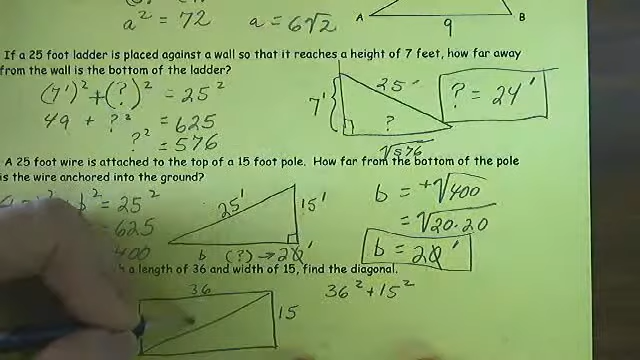 a² = 72 a = 6√2
A 9 B
If a 25 foot ladder is placed against a wall so that it reaches a height of 7 feet, how far away
from the wall is the bottom of the ladder?
(7')² + (?)² = 25²
49 + ?² = 625
?² = 576
7' 25' ?
√576
? = 24'
A 25 foot wire is attached to the top of a 15 foot pole. How far from the bottom of the pole
is the wire anchored into the ground?
b² = 25²
= 625
400
25' 15'
b (?) → 20'
b = +√400
= √20·20
b = 20'
a length of 36 and width of 15, find the diagonal.
36 15
36² + 15²